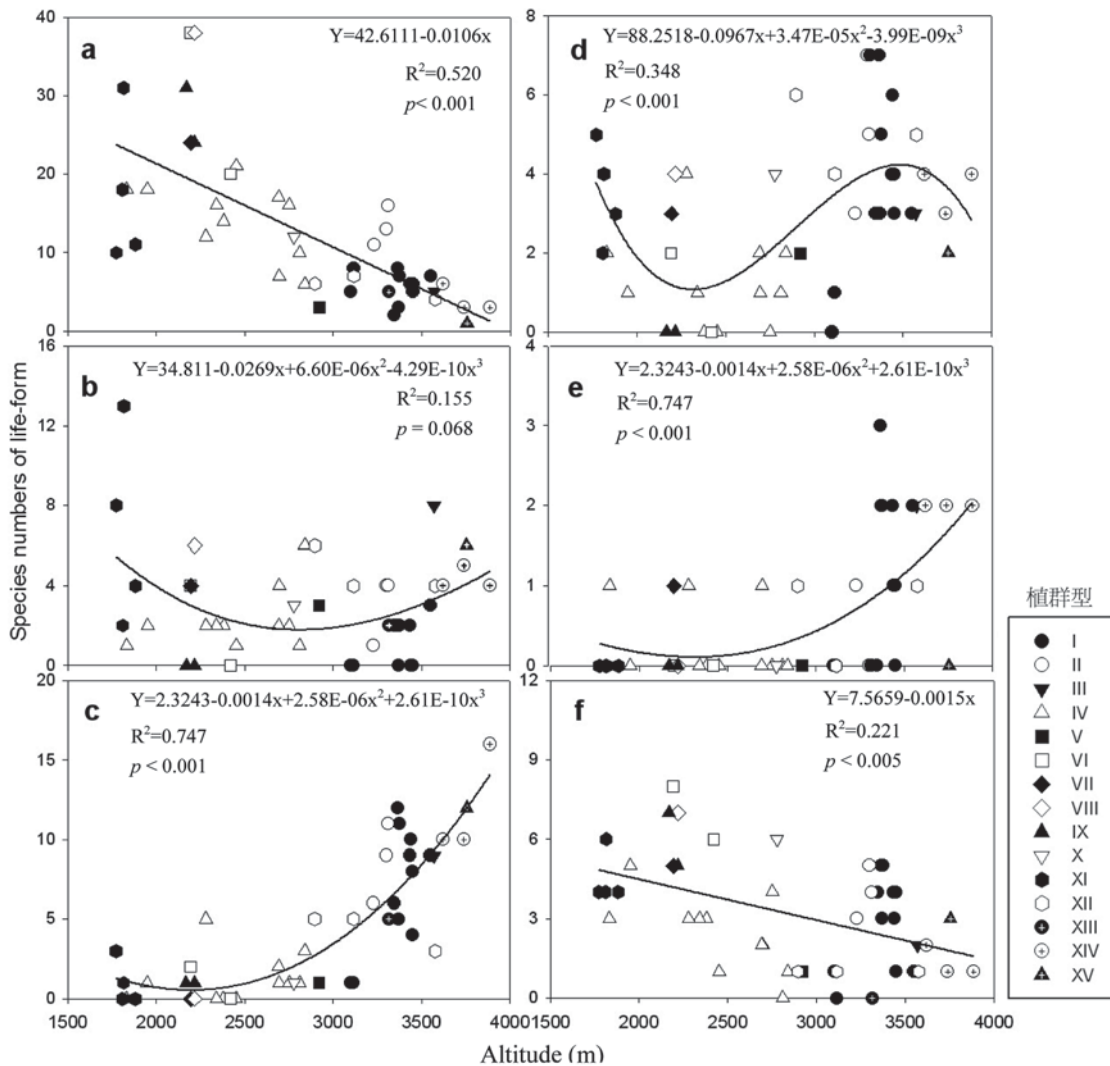 a
Y=42.6111-0.0106x
R²=0.520
p< 0.001
40
30
20
10
0
b
Y=34.811-0.0269x+6.60E-06x²-4.29E-10x³
R²=0.155
p = 0.068
16
12
8
4
0
c
Y=2.3243-0.0014x+2.58E-06x²+2.61E-10x³
R²=0.747
p < 0.001
20
15
10
5
0
1500 2000 2500 3000 3500 4000
d
Y=88.2518-0.0967x+3.47E-05x²-3.99E-09x³
R²=0.348
p < 0.001
8
6
4
2
0
1500 2000 2500 3000 3500 4000
e
Y=2.3243-0.0014x+2.58E-06x²+2.61E-10x³
R²=0.747
p < 0.001
4
3
2
1
0
f
Y=7.5659-0.0015x
R²=0.221
p < 0.005
12
9
6
3
0
2000 2500 3000 3500 4000
Species numbers of life-form
Altitude (m)
植群型
I
II
III
IV
V
VI
VII
VIII
IX
X
XI
XII
XIII
XIV
XV